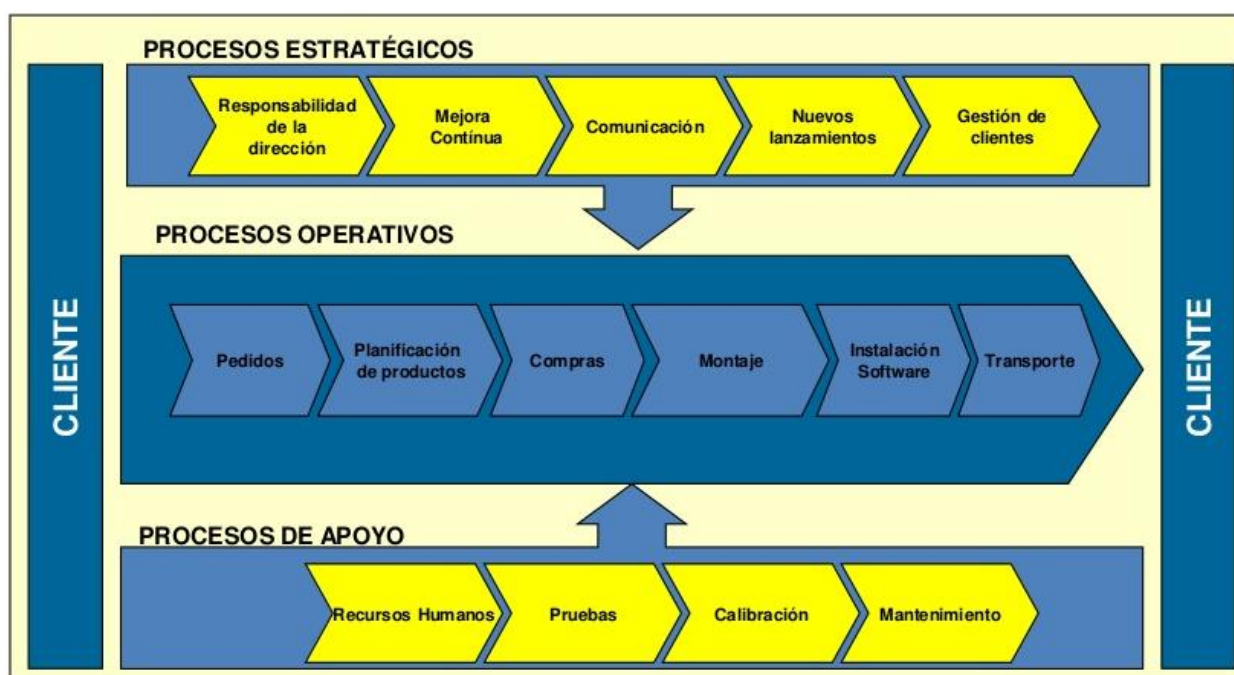 PROCESOS ESTRATÉGICOS
Responsabilidad
de la
dirección
Mejora
Contínua
Comunicación
Nuevos
lanzamientos
Gestión de
clientes
PROCESOS OPERATIVOS
CLIENTE
Pedidos
Planificación
de productos
Compras
Montaje
Instalación
Software
Transporte
CLIENTE
PROCESOS DE APOYO
Recursos Humanos
Pruebas
Calibración
Mantenimiento